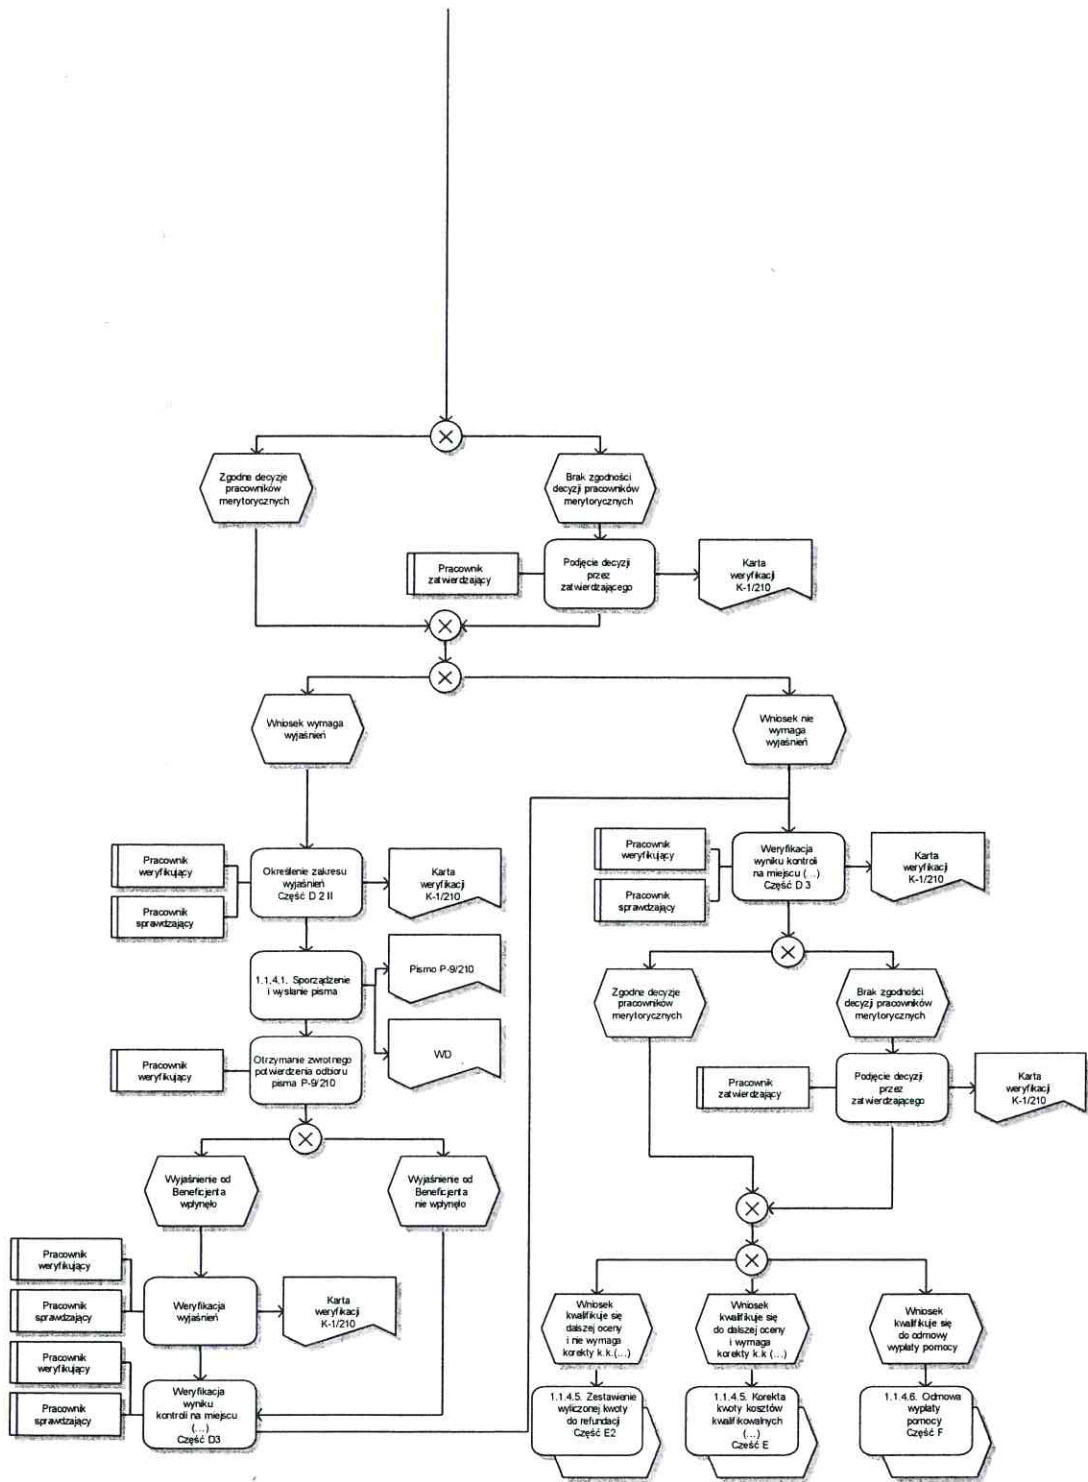 Zgodne decyzje
pracowników
merytorycznych
Brak zgodności
decyzji pracowników
merytorycznych
Pracownik
zatwierdzający
Podjęcie decyzji
przez
zatwierdzającego
Karta
weryfikacji
K-1/210
Wniosek wymaga
wyjaśnień
Wniosek nie
wymaga
wyjaśnień
Pracownik
weryfikujący
Pracownik
sprawdzający
Określenie zakresu
wyjaśnień
Część D 2 II
Karta
weryfikacji
K-1/210
1.1.4.1. Sporządzenie
i wysłanie pisma
Pismo P-9/210
WD
Pracownik
weryfikujący
Otrzymanie zwrotnego
potwierdzenia odbioru
pisma P-9/210
Wyjaśnienie od
Beneficjenta
wpłynęło
Wyjaśnienie od
Beneficjenta
nie wpłynęło
Pracownik
weryfikujący
Pracownik
sprawdzający
Weryfikacja
wyjaśnień
Karta
weryfikacji
K-1/210
Pracownik
weryfikujący
Pracownik
sprawdzający
Weryfikacja
wyniku
kontroli na miejscu
(...)
Część D3
Pracownik
weryfikujący
Pracownik
sprawdzający
Weryfikacja
wyniku kontroli
na miejscu (...)
Część D 3
Karta
weryfikacji
K-1/210
Zgodne decyzje
pracowników
merytorycznych
Brak zgodności
decyzji pracowników
merytorycznych
Pracownik
zatwierdzający
Podjęcie decyzji
przez
zatwierdzającego
Karta
weryfikacji
K-1/210
Wniosek
kwalifikuje się
dalszej oceny
i nie wymaga
korekty k.k.(...)
Wniosek
kwalifikuje się
do dalszej oceny
i wymaga
korekty k.k (...)
Wniosek
kwalifikuje się
do odmowy
wypłaty pomocy
1.1.4.5. Zestawienie
wyliczonej kwoty
do refundacji
Część E2
1.1.4.5. Korekta
kwoty kosztów
kwalifikowalnych
(...)
Cześć E
1.1.4.6. Odmowa
wypłaty
pomocy
Część F